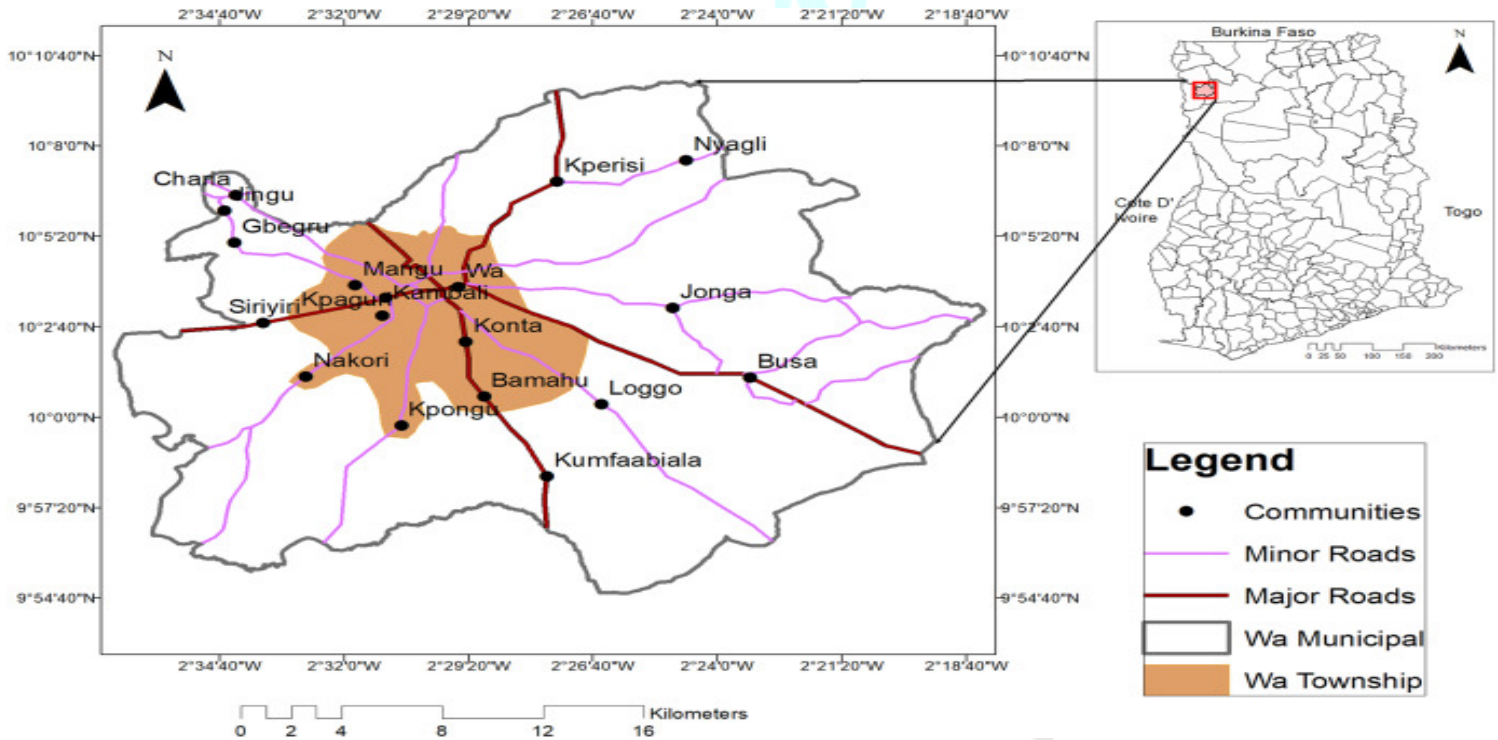 2°34'40"W 2°32'0"W 2°29'20"W 2°26'40"W 2°24'0"W 2°21'20"W 2°18'40"W
10°10'40"N
10°8'0"N
10°5'20"N
10°2'40"N
10°0'0"N
9°57'20"N
9°54'40"N
N
Nyagli
Kperisi
Charia
Jingu
Gbegru
Mangu
Wa
Kambali
Kpaguri
Siriyiri
Jonga
Konta
Nakori
Busa
Bamahu
Loggo
Kpongu
Kumfaabiala
10°10'40"N
10°8'0"N
10°5'20"N
10°2'40"N
10°0'0"N
9°57'20"N
9°54'40"N
2°34'40"W 2°32'0"W 2°29'20"W 2°26'40"W 2°24'0"W 2°21'20"W 2°18'40"W
Kilometers
0 2 4 8 12 16
Burkina Faso
N
Cote D'
Ivoire
Togo
Kilometers
0 25 50 100 150 200
Legend
Communities
Minor Roads
Major Roads
Wa Municipal
Wa Township